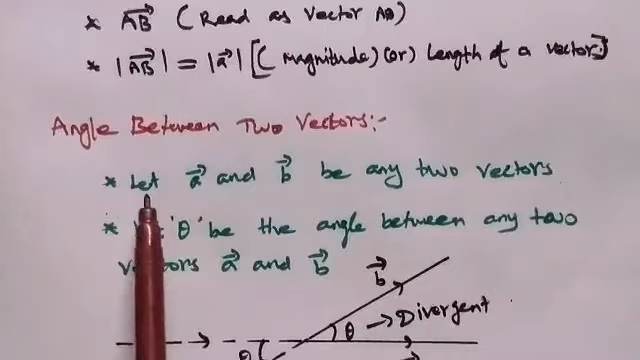 * AB (Read as vector AB)
* |AB| = |a| [(magnitude)(or) Length of a vector]
Angle Between Two Vectors:-
* Let a and b be any two vectors
* 'θ' be the angle between any two
vectors a and b
b
θ → Divergent
θ